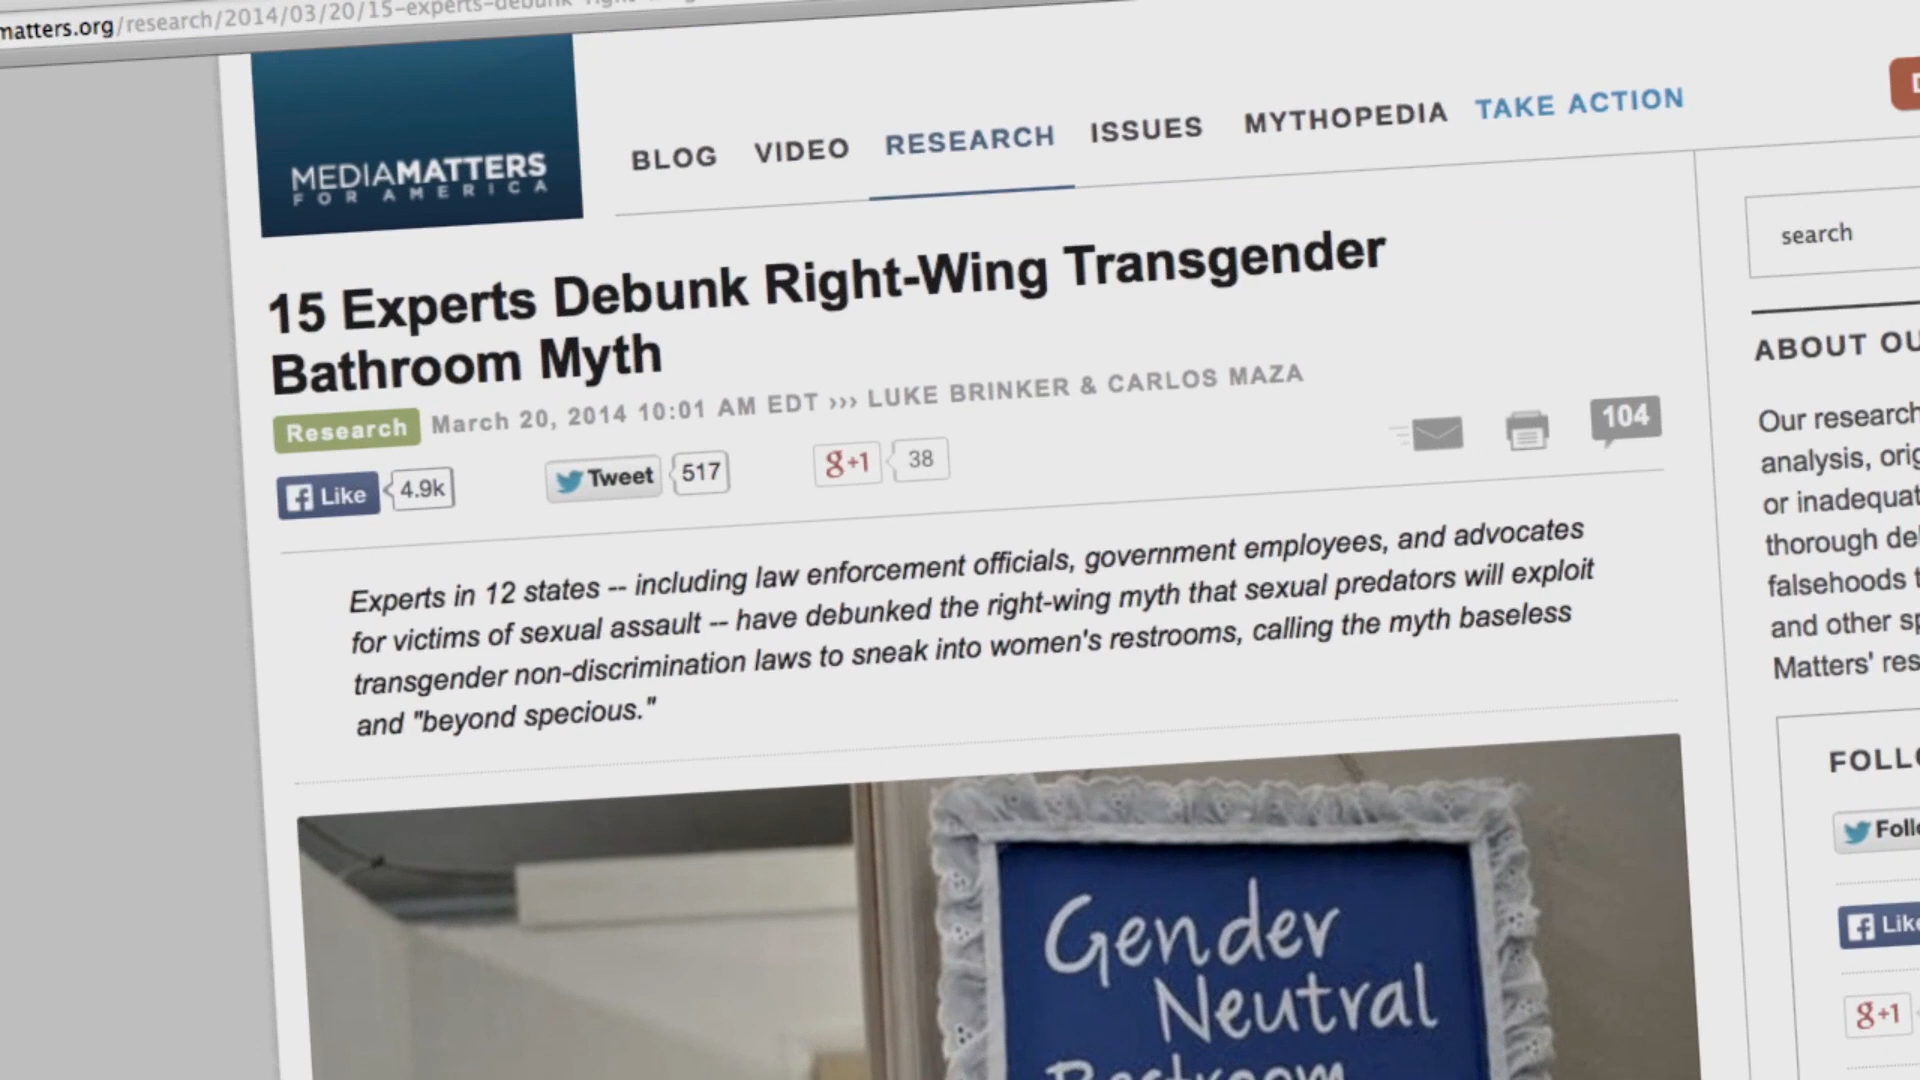 matters.org/research/2014/03/20/15-experts-debunk-right-
MEDIAMATTERS
FOR AMERICA
BLOG VIDEO RESEARCH ISSUES MYTHOPEDIA TAKE ACTION
search
15 Experts Debunk Right-Wing Transgender
Bathroom Myth
Research March 20, 2014 10:01 AM EDT ››› LUKE BRINKER & CARLOS MAZA
104
Like 4.9k Tweet 517 g+1 38
Experts in 12 states -- including law enforcement officials, government employees, and advocates
for victims of sexual assault -- have debunked the right-wing myth that sexual predators will exploit
transgender non-discrimination laws to sneak into women's restrooms, calling the myth baseless
and "beyond specious."
Gender
Neutral
Restroom
ABOUT OU
Our research
analysis, orig
or inadequat
thorough de
falsehoods t
and other sp
Matters' res
FOLLO
Follo
Like
g+1